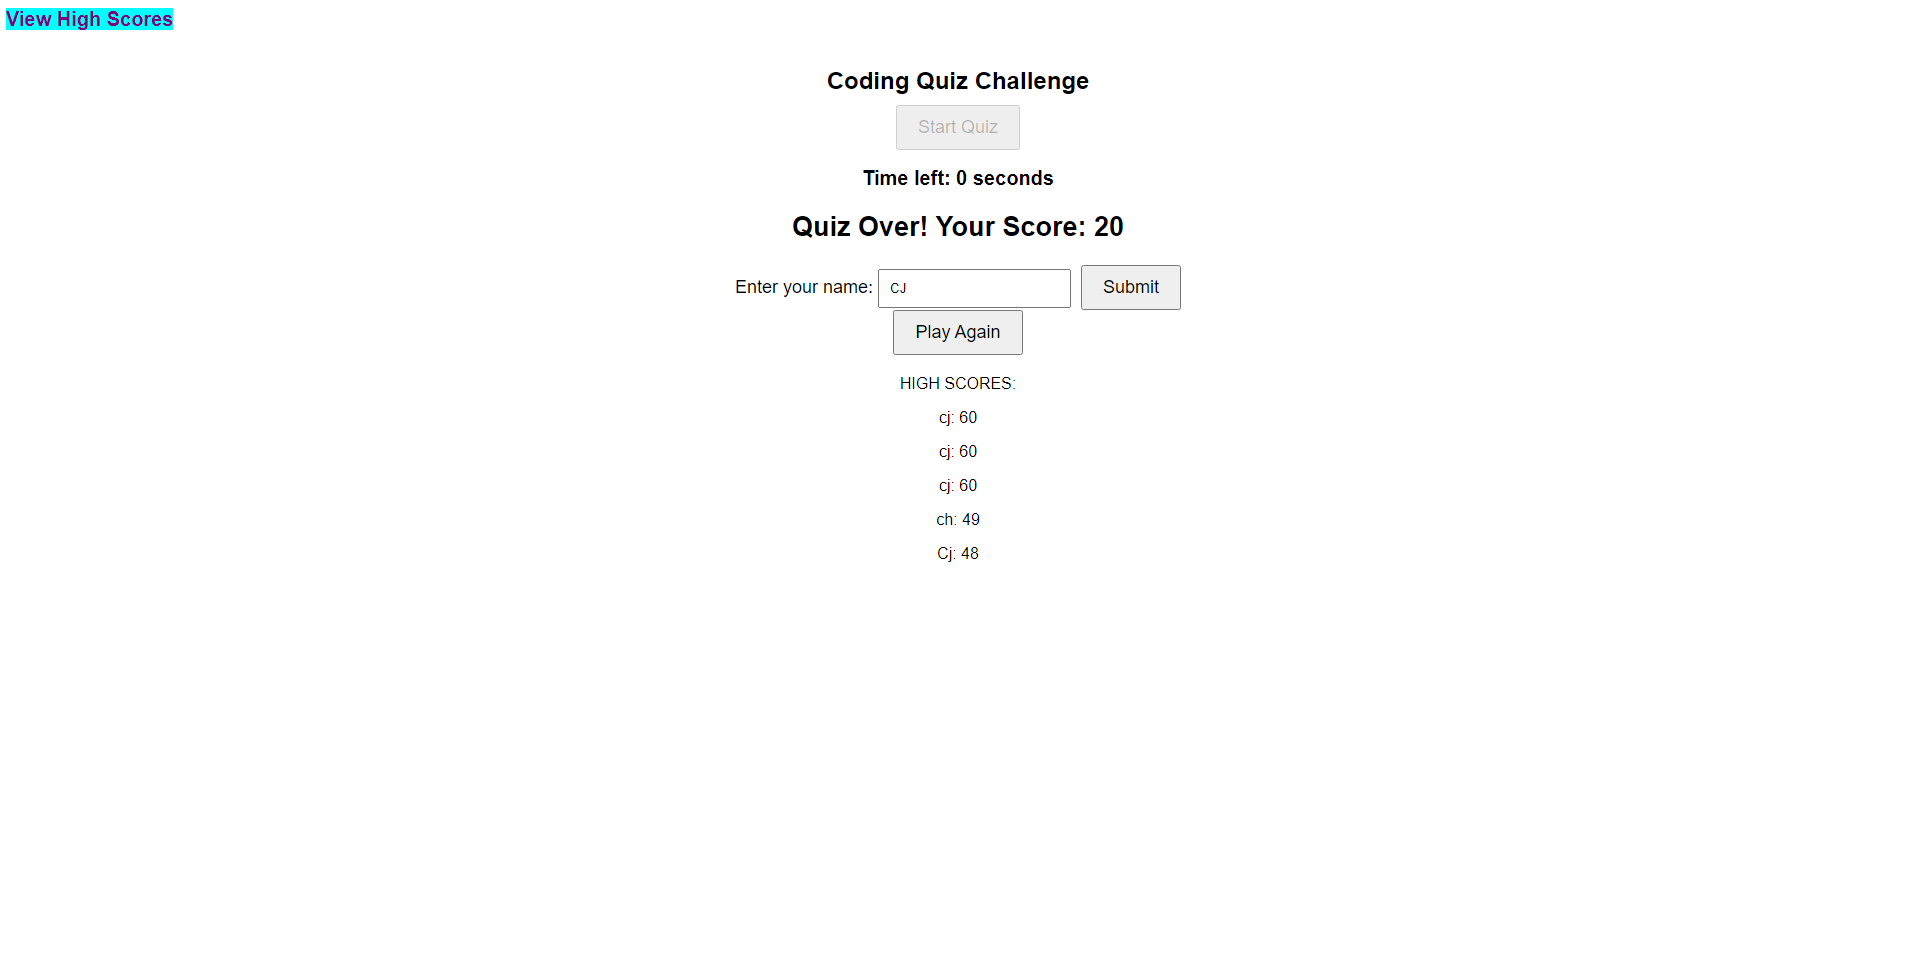 View High Scores
Coding Quiz Challenge
Start Quiz
Time left: 0 seconds
Quiz Over! Your Score: 20
Enter your name: CJ Submit
Play Again
HIGH SCORES:
cj: 60
cj: 60
cj: 60
ch: 49
Cj: 48